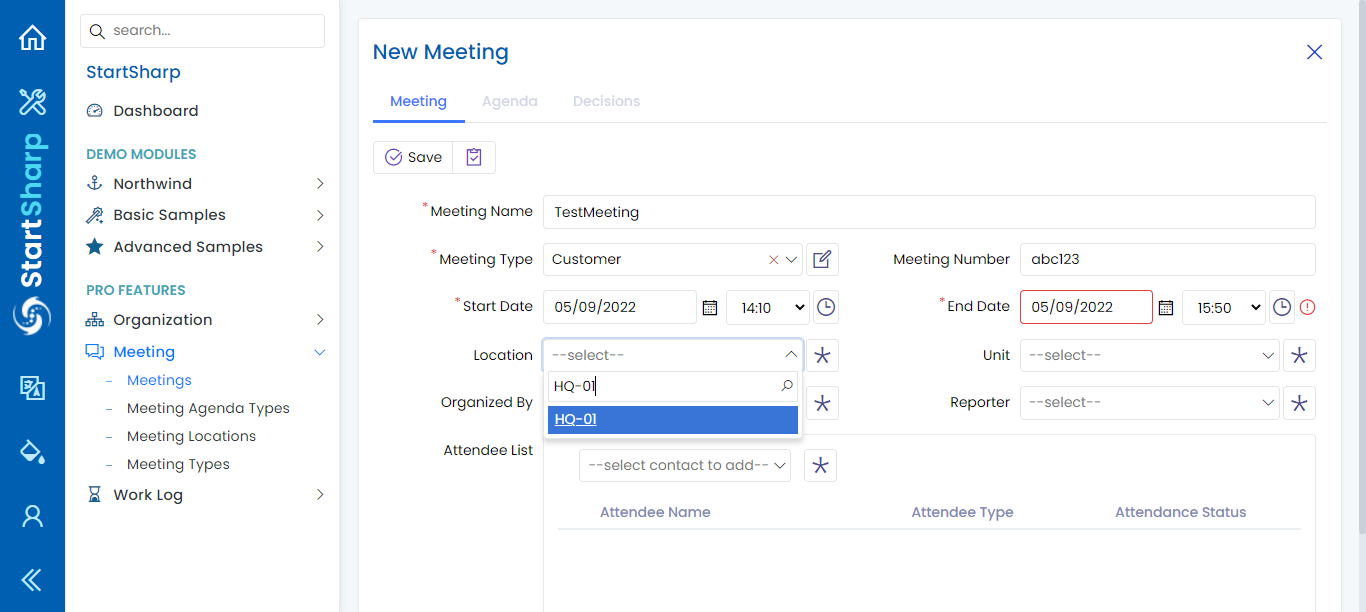 search...
StartSharp
StartSharp
Dashboard
DEMO MODULES
Northwind
Basic Samples
Advanced Samples
PRO FEATURES
Organization
Meeting
Meetings
Meeting Agenda Types
Meeting Locations
Meeting Types
Work Log
New Meeting
Meeting Agenda Decisions
Save
*Meeting Name TestMeeting
*Meeting Type Customer Meeting Number abc123
*Start Date 05/09/2022 14:10 *End Date 05/09/2022 15:50
Location --select-- Unit --select--
HQ-01
Organized By Reporter --select--
HQ-01
Attendee List
--select contact to add--
Attendee Name Attendee Type Attendance Status